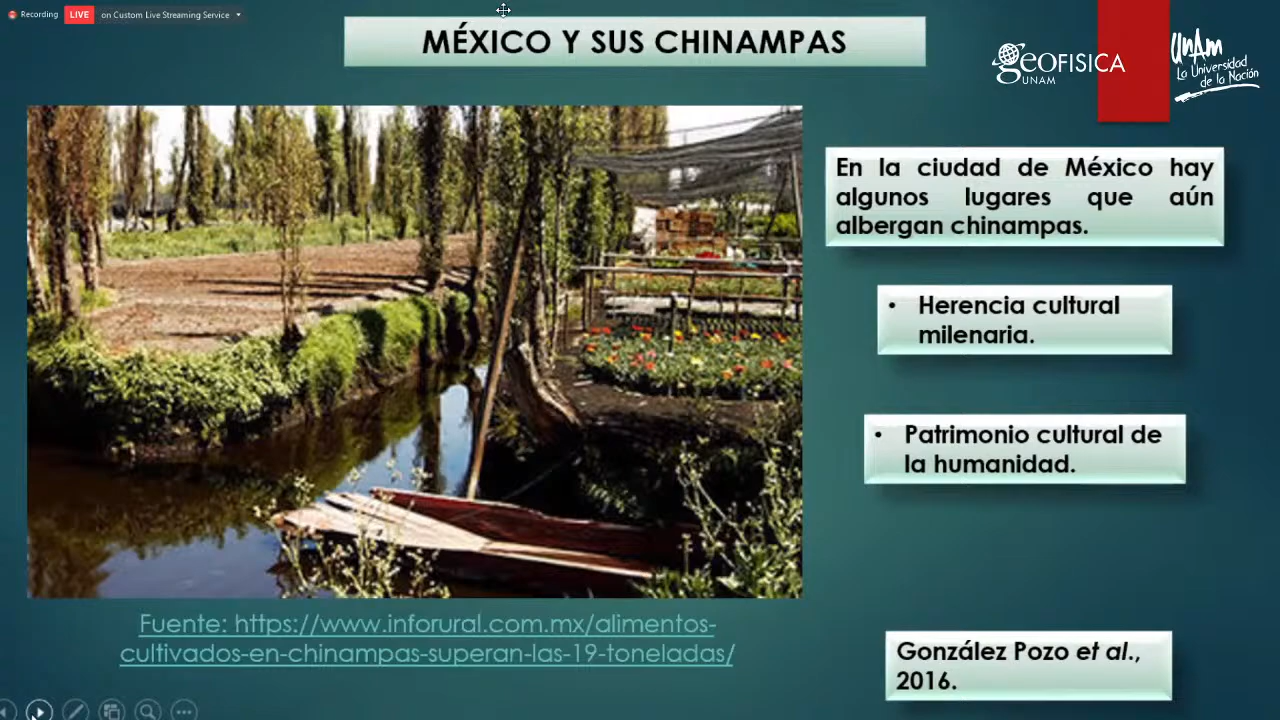 Recording LIVE on Custom Live Streaming Service
MÉXICO Y SUS CHINAMPAS
GEOFISICA
UNAM
UNAM
La Universidad
de la Nación
En la ciudad de México hay
algunos lugares que aún
albergan chinampas.
• Herencia cultural
milenaria.
• Patrimonio cultural de
la humanidad.
Fuente: https://www.inforural.com.mx/alimentos-
cultivados-en-chinampas-superan-las-19-toneladas/
González Pozo et al.,
2016.